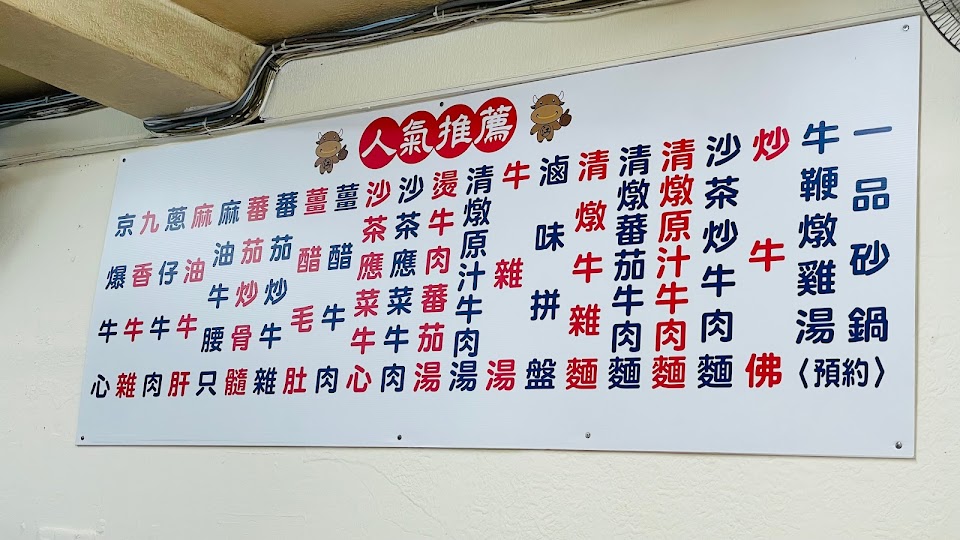 人氣推薦
一品砂鍋
牛鞭燉雞湯
〈預約〉
炒牛佛
沙茶炒牛肉麵
清燉原汁牛肉麵
清燉蕃茄牛肉麵
清燉牛雜麵
滷味拼盤
牛雜湯
清燉原汁牛肉湯
燙牛肉蕃茄湯
沙茶應菜牛肉
沙茶應菜牛心
薑醋牛肉
薑醋毛肚
蕃茄炒牛雜
蕃茄炒骨髓
麻油牛腰只
麻油牛肝
蔥仔牛肉
九香牛雜
京爆牛心